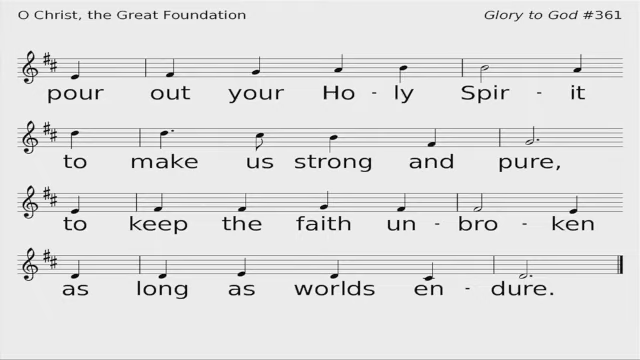 O Christ, the Great Foundation Glory to God #361
pour out your Ho - ly Spir - it
to make us strong and pure,
to keep the faith un - bro - ken
as long as worlds en - dure.